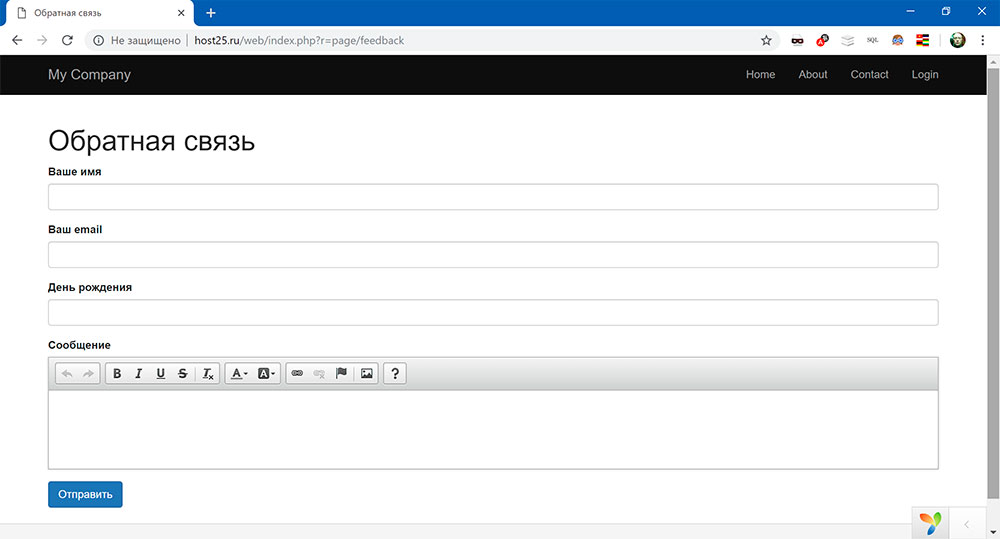 Обратная связь
Не защищено | host25.ru/web/index.php?r=page/feedback
SQL
My Company Home About Contact Login
Обратная связь
Ваше имя
Ваш email
День рождения
Сообщение
B I U S Tx A A ?
Отправить